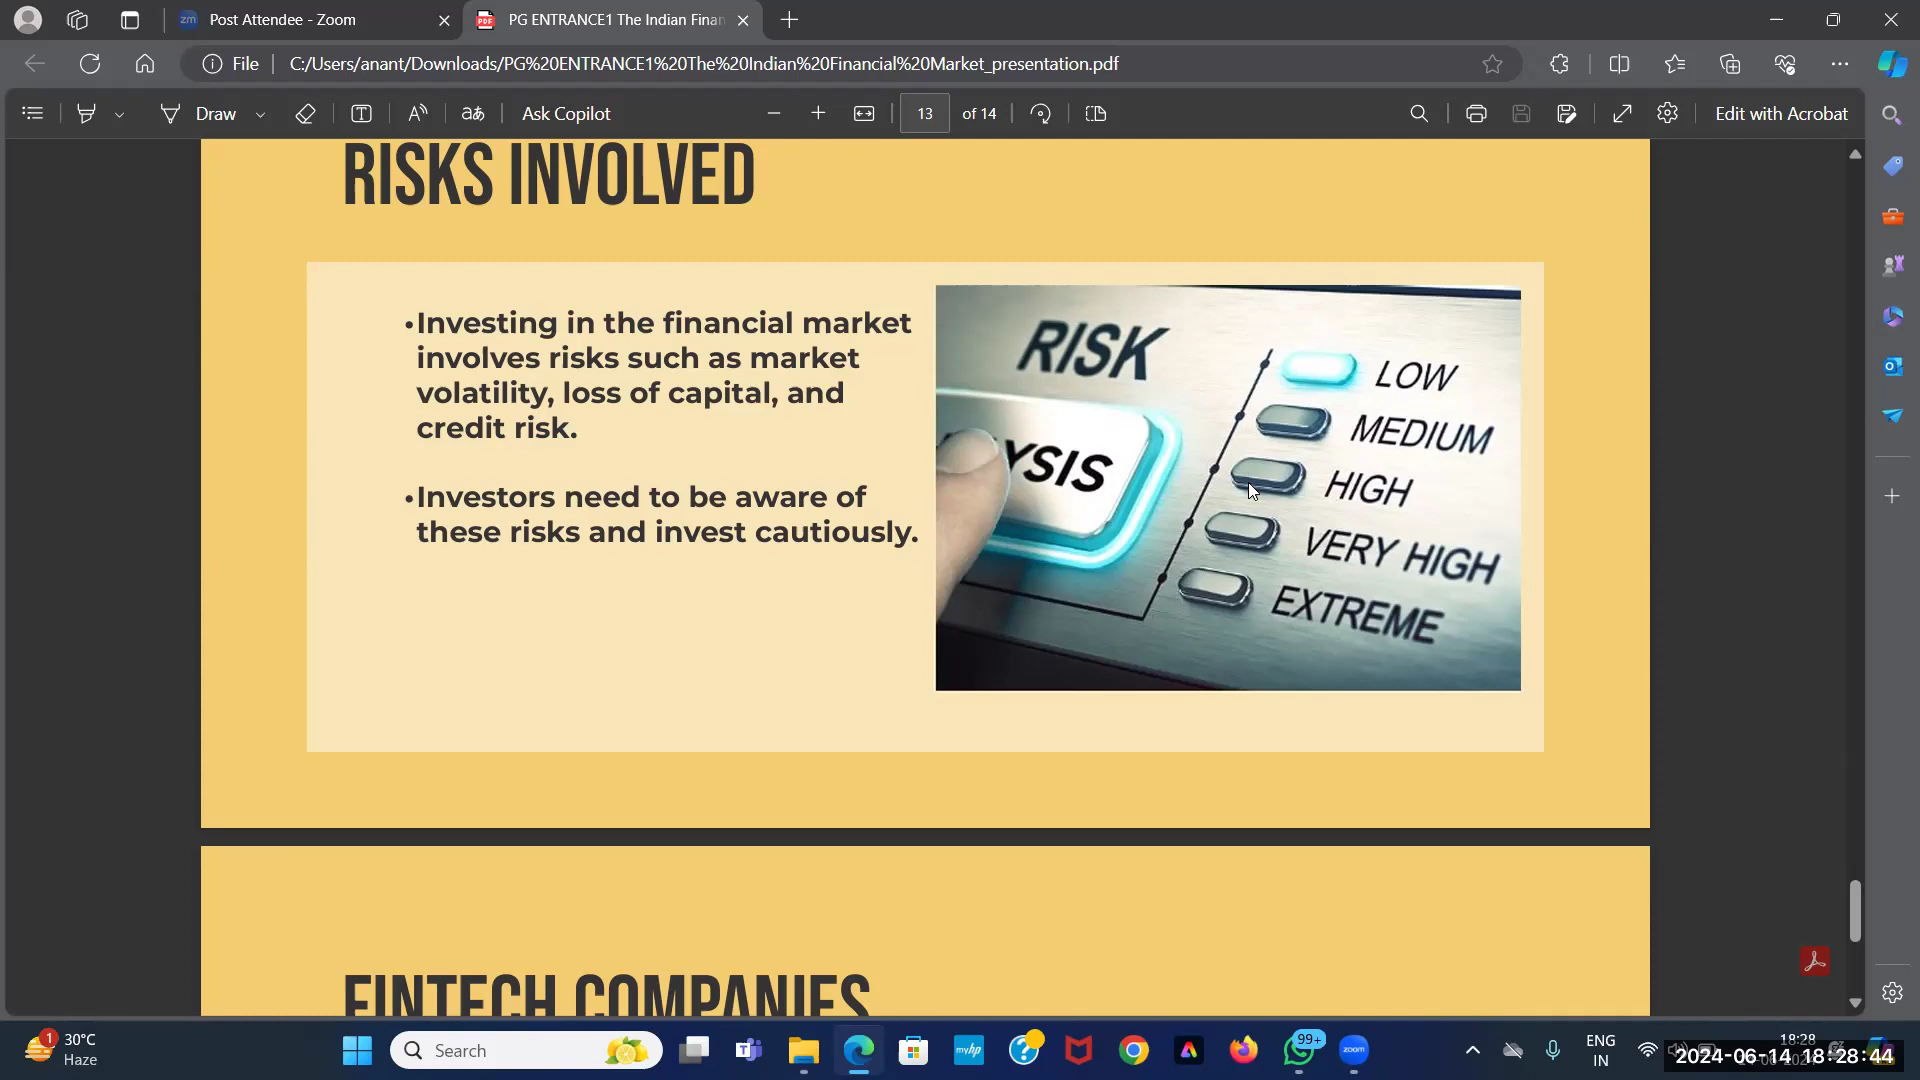 Post Attendee - Zoom
PG ENTRANCE1 The Indian Finan
File
C:/Users/anant/Downloads/PG%20ENTRANCE1%20The%20Indian%20Financial%20Market_presentation.pdf
Draw
Ask Copilot
13 of 14
Edit with Acrobat
RISKS INVOLVED
•Investing in the financial market
involves risks such as market
volatility, loss of capital, and
credit risk.
•Investors need to be aware of
these risks and invest cautiously.
RISK
YSIS
LOW
MEDIUM
HIGH
VERY HIGH
EXTREME
FINTECH COMPANIES
1
30°C
Haze
Search
myhp
99+
zoom
ENG
IN
18:28
2024-06-14 18:28:44